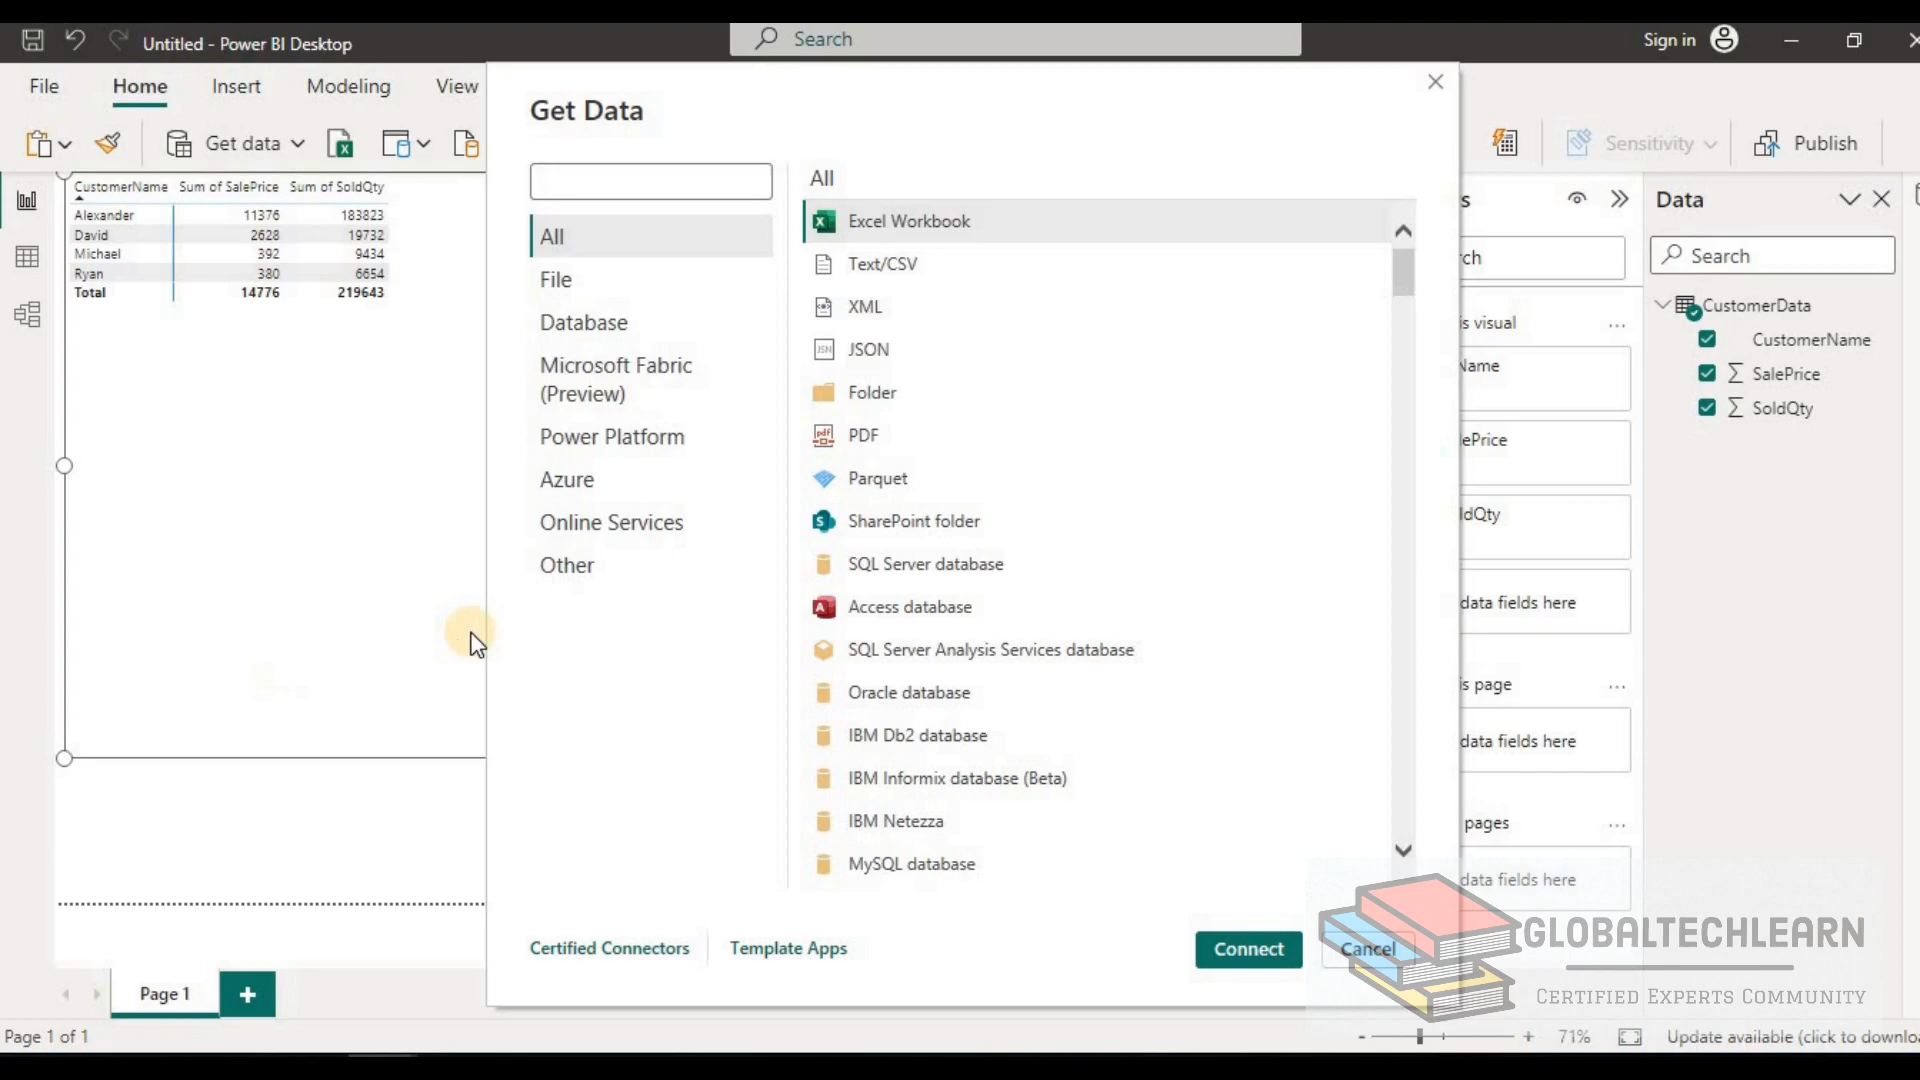 Untitled - Power BI Desktop
Search
Sign in
File
Home
Insert
Modeling
View
Get data
Sensitivity
Publish
CustomerName Sum of SalePrice Sum of SoldQty
Alexander 11376 183823
David 2628 19732
Michael 392 9434
Ryan 380 6654
Total 14776 219643
Get Data
All
File
Database
Microsoft Fabric
(Preview)
Power Platform
Azure
Online Services
Other
All
Excel Workbook
Text/CSV
XML
JSON
Folder
PDF
Parquet
SharePoint folder
SQL Server database
Access database
SQL Server Analysis Services database
Oracle database
IBM Db2 database
IBM Informix database (Beta)
IBM Netezza
MySQL database
Certified Connectors
Template Apps
Connect
Cancel
s
rch
is visual
Name
lePrice
ldQty
data fields here
is page
data fields here
pages
data fields here
Data
Search
CustomerData
CustomerName
SalePrice
SoldQty
GLOBALTECHLEARN
CERTIFIED EXPERTS COMMUNITY
Page 1
Page 1 of 1
- + 71%
Update available (click to downlo